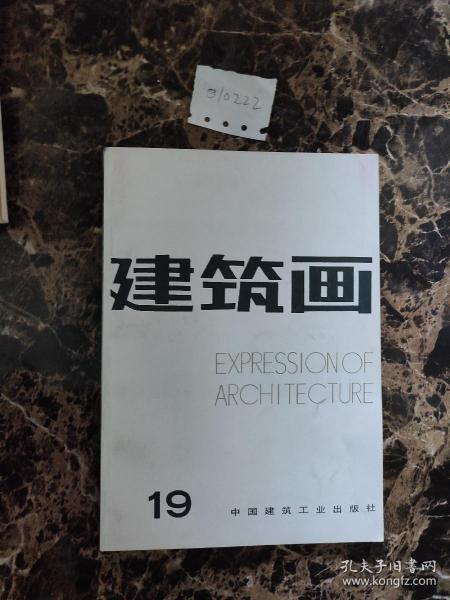 010222
建筑画
EXPRESSION OF
ARCHITECTURE
19 中国建筑工业出版社
孔夫子旧书网
www.kongfz.com